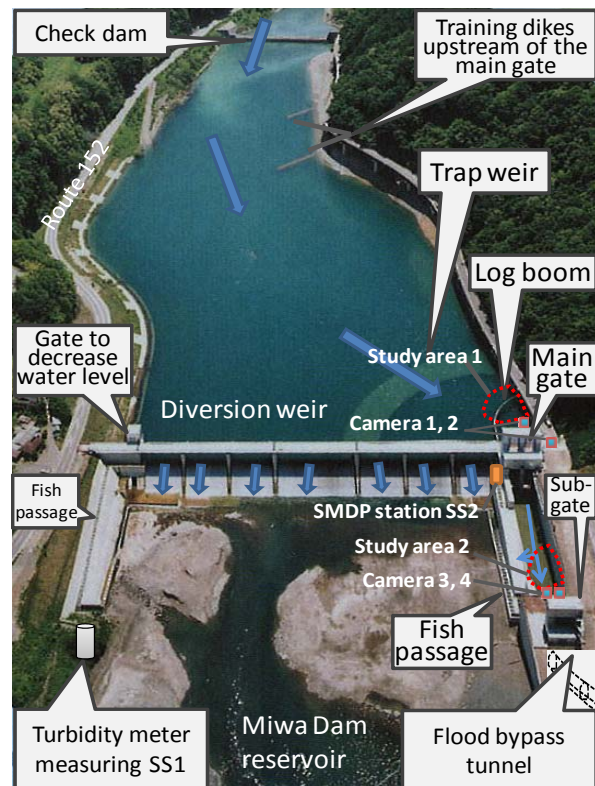 Check dam
Training dikes
upstream of the
main gate
Route 152
Trap weir
Log boom
Gate to
decrease
water level
Study area 1
Main
gate
Diversion weir
Camera 1, 2
Fish
passage
Sub-
gate
SMDP station SS2
Study area 2
Camera 3, 4
Fish
passage
Turbidity meter
measuring SS1
Miwa Dam
reservoir
Flood bypass
tunnel